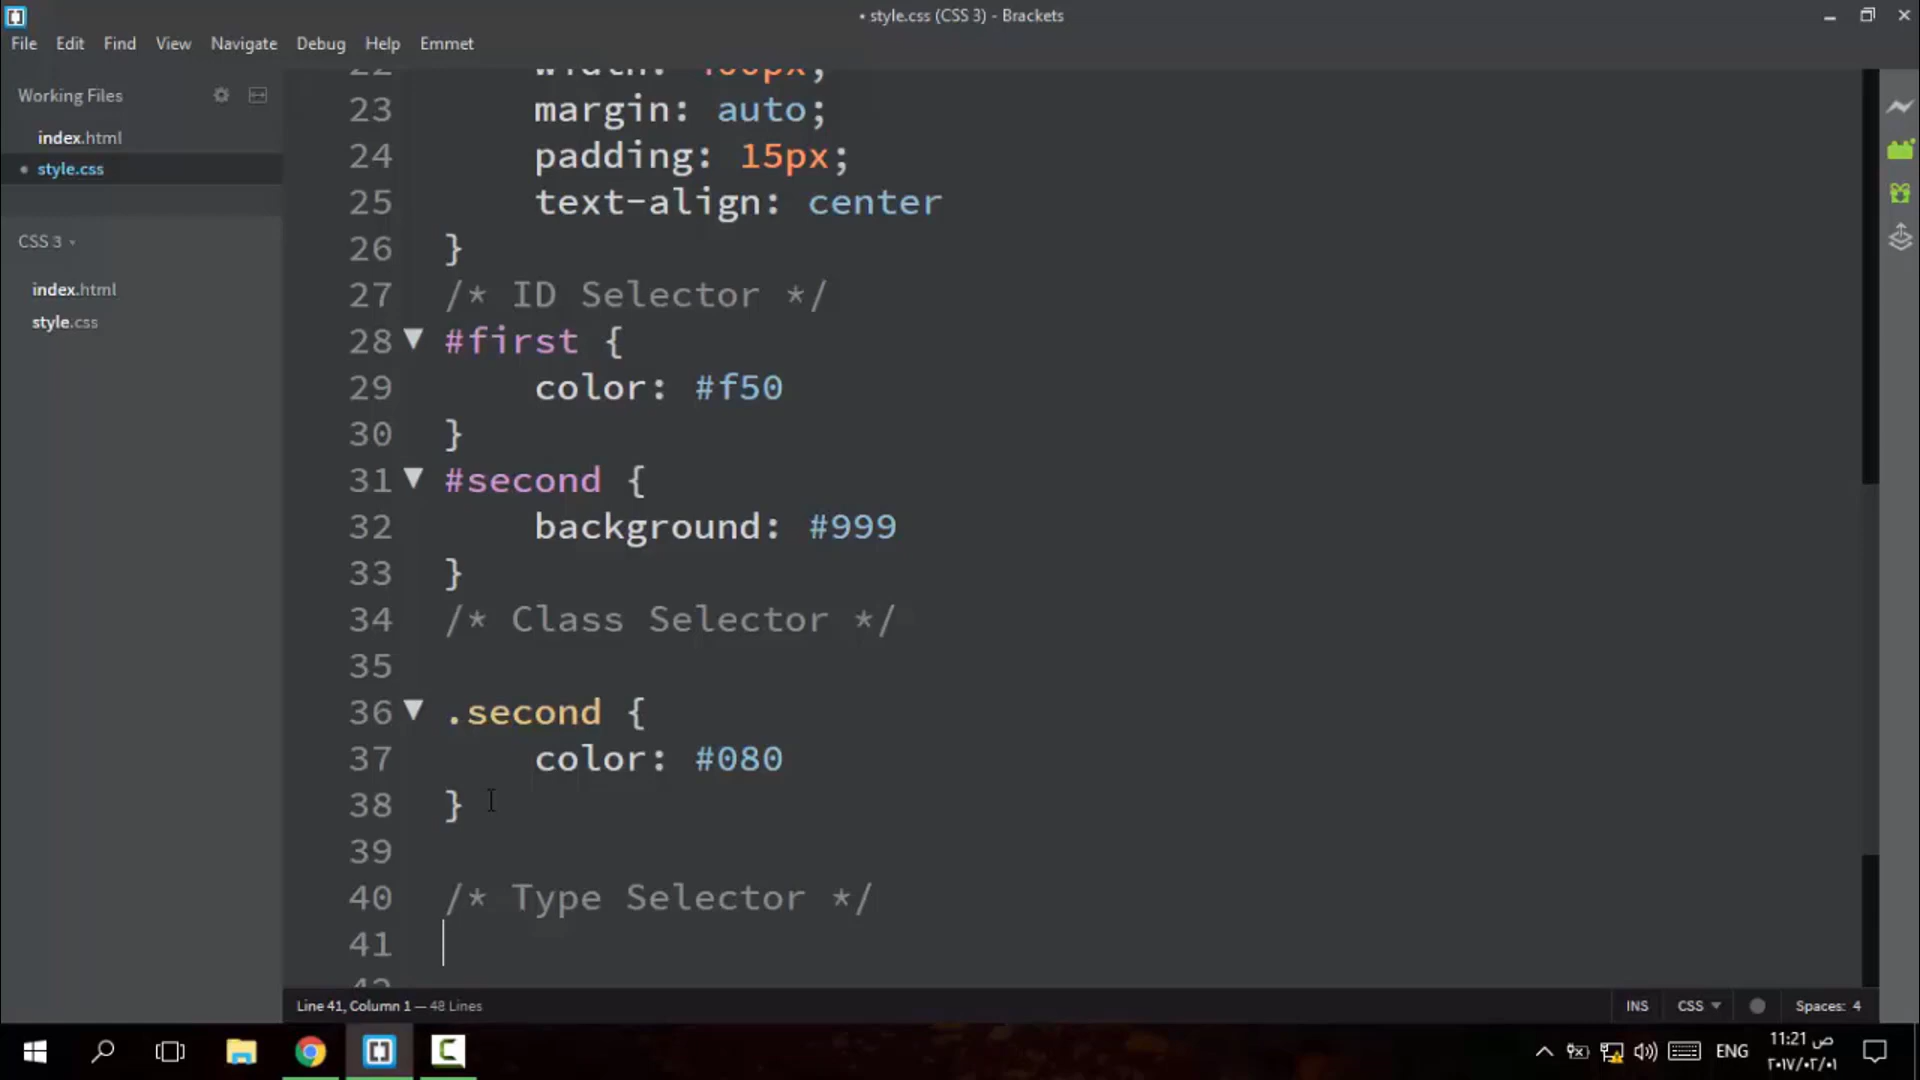 • style.css (CSS 3) - Brackets
File Edit Find View Navigate Debug Help Emmet
Working Files
index.html
• style.css
CSS 3
index.html
style.css
22 width:
23 margin: auto;
24 padding: 15px;
25 text-align: center
26 }
27 /* ID Selector */
28 #first {
29 color: #f50
30 }
31 #second {
32 background: #999
33 }
34 /* Class Selector */
35
36 .second {
37 color: #080
38 }
39
40 /* Type Selector */
41
42
Line 41, Column 1 — 48 Lines
INS CSS Spaces: 4
ENG
11:21 ص
٢٠١٧/٠٢/٠١